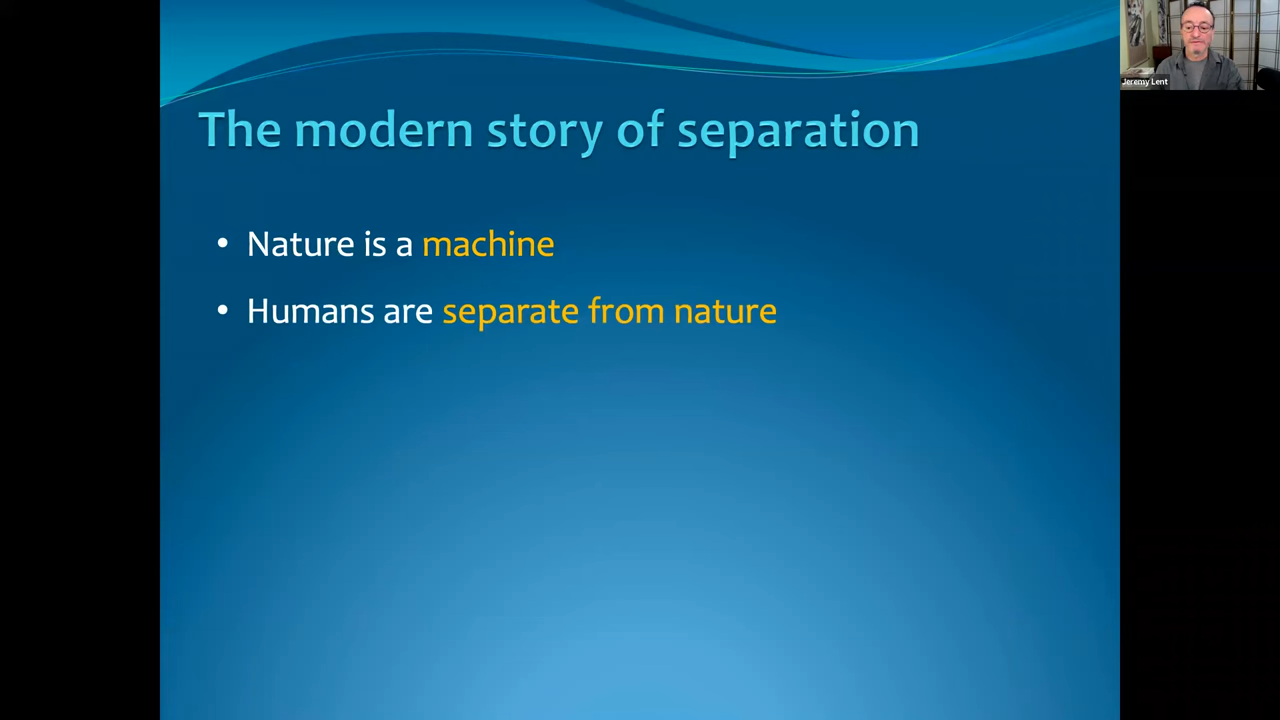 The modern story of separation
• Nature is a machine
• Humans are separate from nature
Jeremy Lent